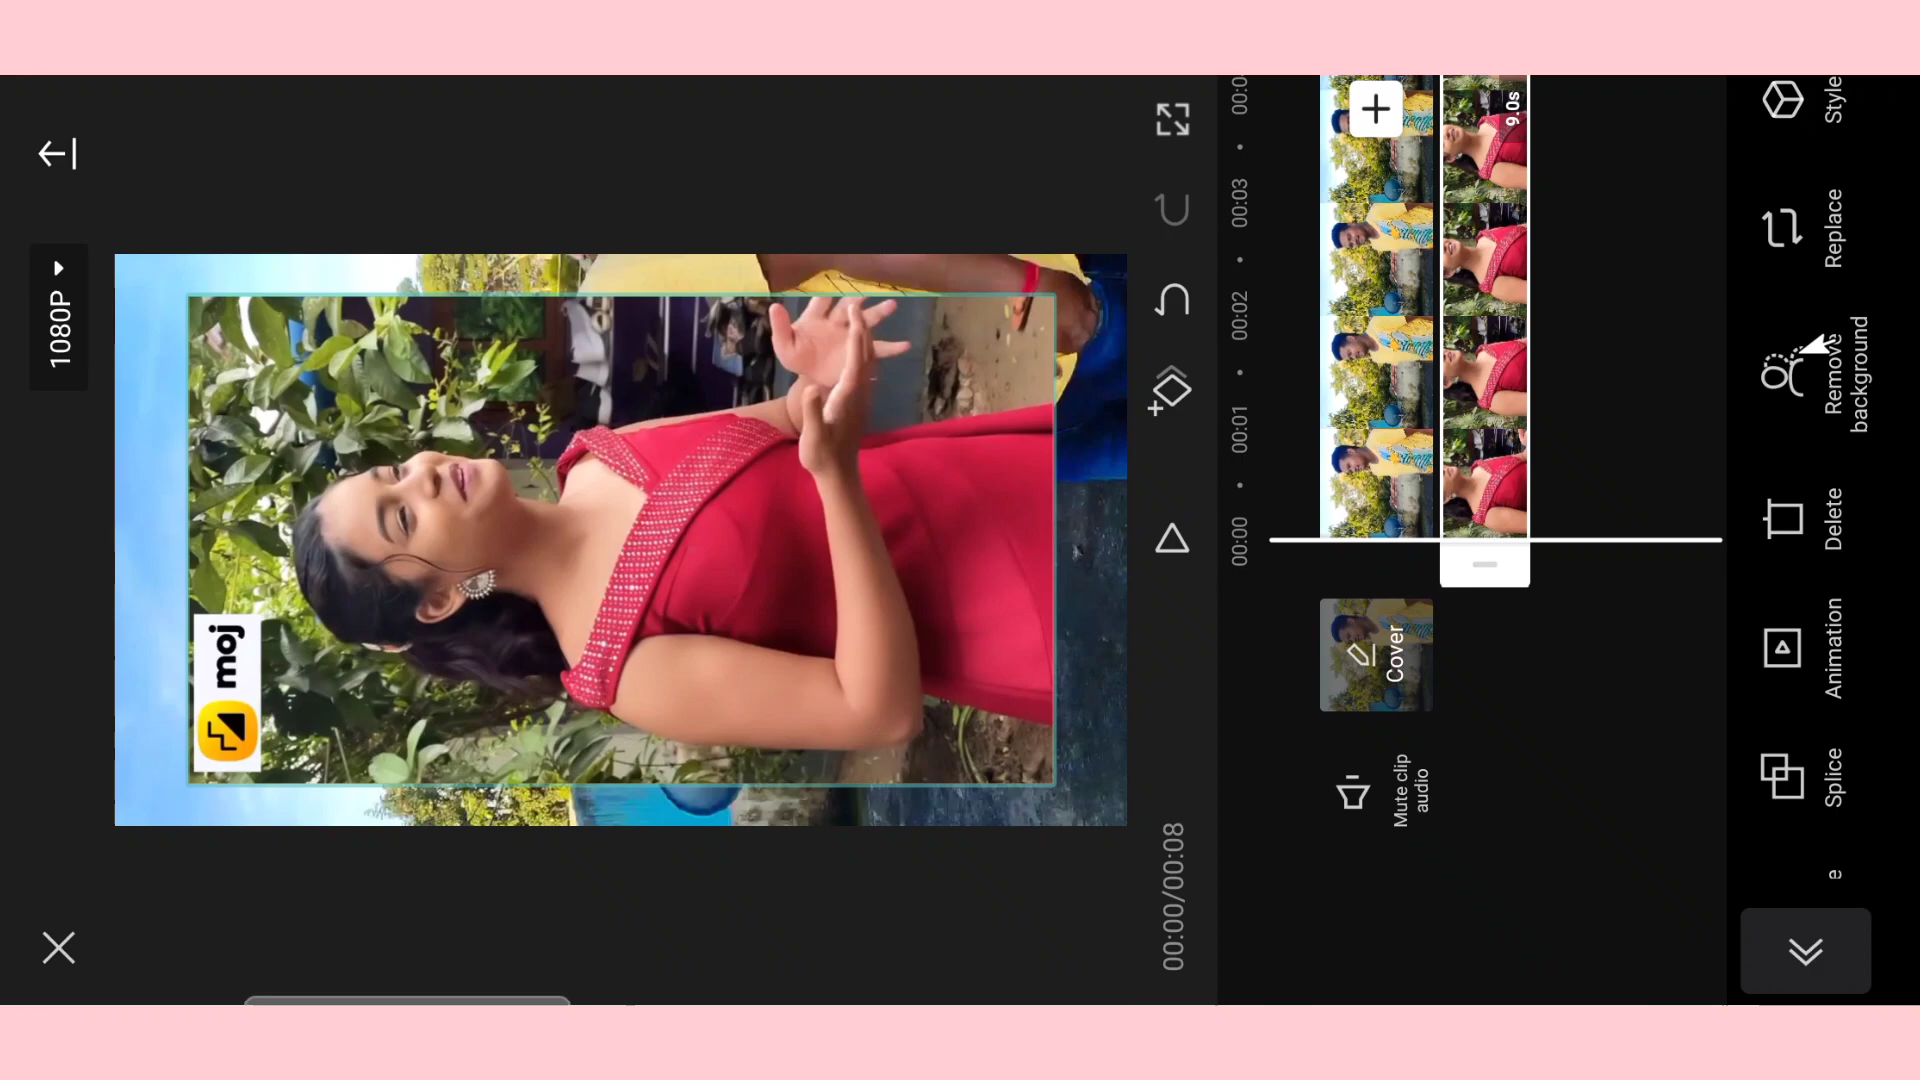 1080P
moj
00:00/00:08
00:00
00:01
00:02
00:03
00:0
Cover
Mute clip
audio
9.0s
e
Splice
Animation
Delete
Remove
background
Replace
Style